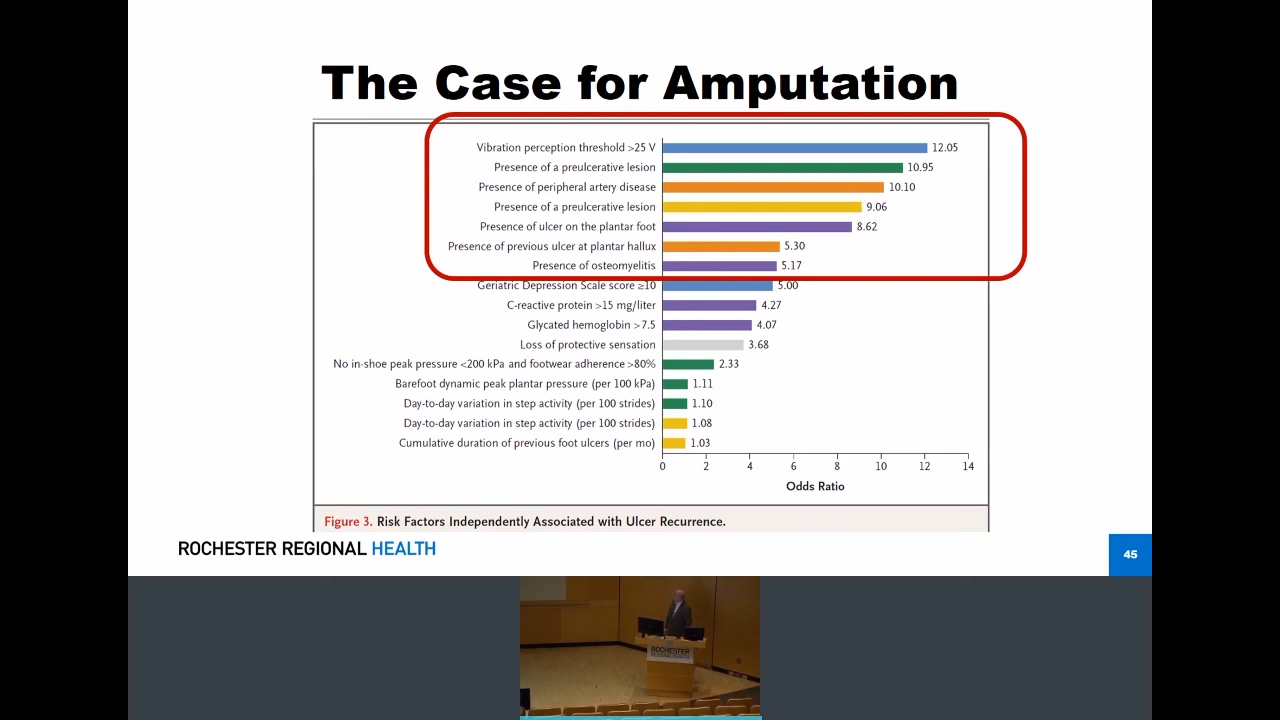 The Case for Amputation
Vibration perception threshold >25 V 12.05
Presence of a preulcerative lesion 10.95
Presence of peripheral artery disease 10.10
Presence of a preulcerative lesion 9.06
Presence of ulcer on the plantar foot 8.62
Presence of previous ulcer at plantar hallux 5.30
Presence of osteomyelitis 5.17
Geriatric Depression Scale score ≥10 5.00
C-reactive protein >15 mg/liter 4.27
Glycated hemoglobin >7.5 4.07
Loss of protective sensation 3.68
No in-shoe peak pressure <200 kPa and footwear adherence >80% 2.33
Barefoot dynamic peak plantar pressure (per 100 kPa) 1.11
Day-to-day variation in step activity (per 100 strides) 1.10
Day-to-day variation in step activity (per 100 strides) 1.08
Cumulative duration of previous foot ulcers (per mo) 1.03
0 2 4 6 8 10 12 14
Odds Ratio
Figure 3. Risk Factors Independently Associated with Ulcer Recurrence.
ROCHESTER REGIONAL HEALTH
45
ROCHESTER
REGIONAL HEALTH